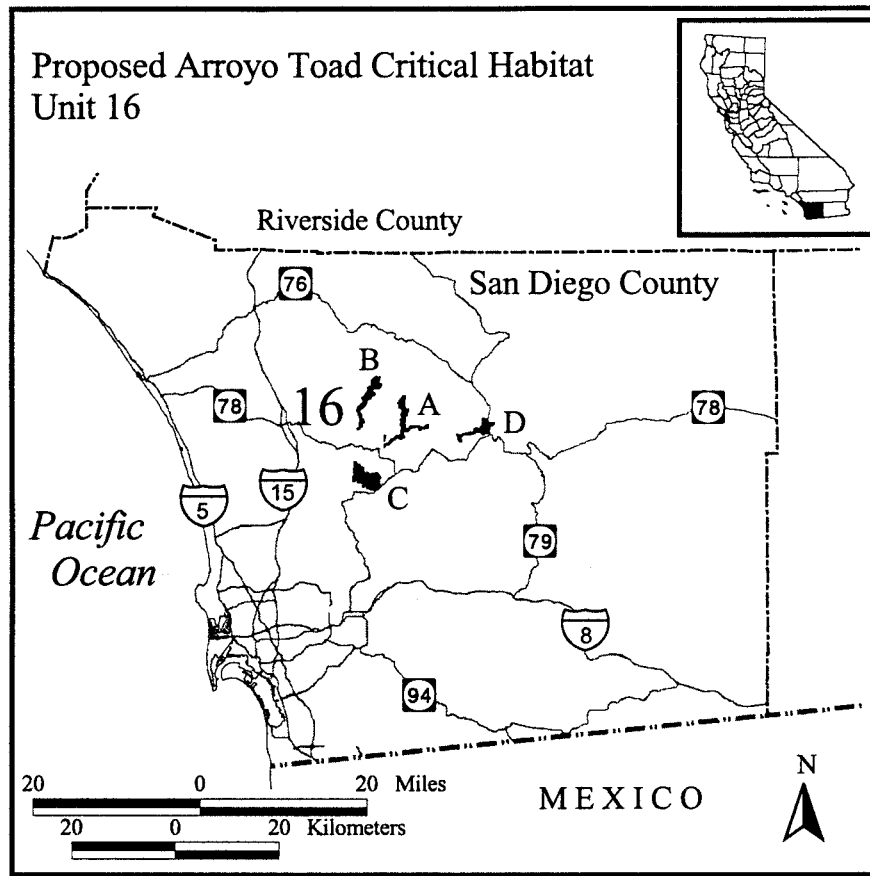 Proposed Arroyo Toad Critical Habitat
Unit 16
Riverside County
San Diego County
76
B
78
16
A
78
D
C
5
15
Pacific
Ocean
79
8
94
20 0 20 Miles
20 0 20 Kilometers
MEXICO
N